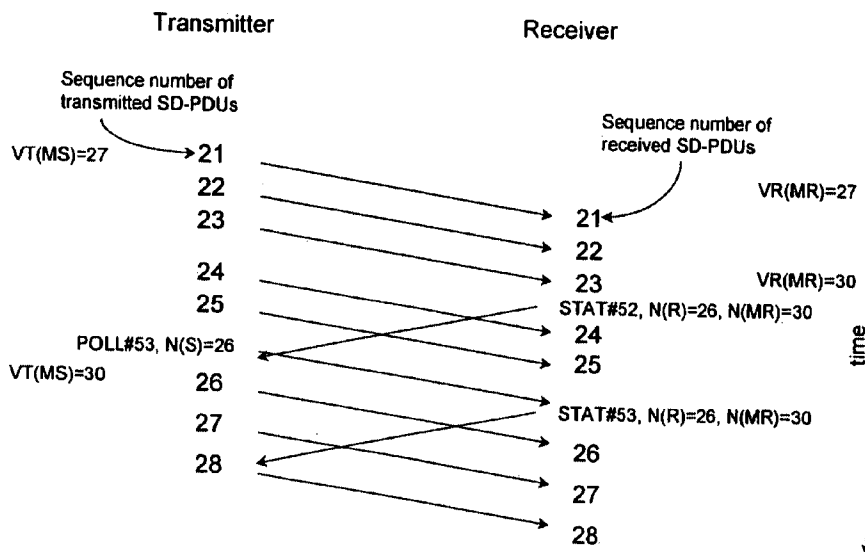 Transmitter
Receiver
Sequence number of
transmitted SD-PDUs
Sequence number of
received SD-PDUs
VT(MS)=27
21
22
23
24
25
POLL#53, N(S)=26
VT(MS)=30
26
27
28
VR(MR)=27
21
22
23
VR(MR)=30
STAT#52, N(R)=26, N(MR)=30
24
25
time
STAT#53, N(R)=26, N(MR)=30
26
27
28